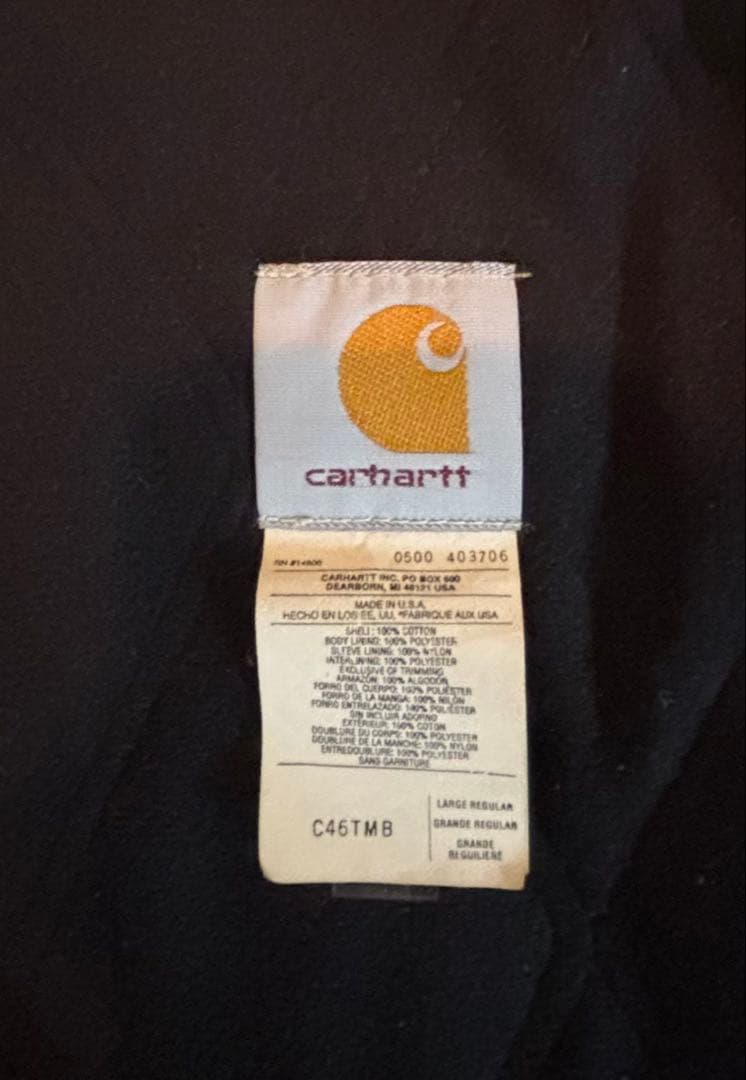 carhartt
RN #14806 0500 403706
CARHARTT INC. PO BOX 600
DEARBORN, MI 48121 USA
MADE IN U.S.A.
HECHO EN LOS EE. UU. *FABRIQUE AUX USA
SHELL: 100% COTTON
BODY LINING: 100% POLYESTER
SLEEVE LINING: 100% NYLON
INTERLINING: 100% POLYESTER
EXCLUSIVE OF TRIMMING
ARMAZON: 100% ALGODON
FORRO DEL CUERPO: 100% POLIESTER
FORRO DE LA MANGA: 100% NILON
FORRO ENTRELAZADO: 100% POLIESTER
SIN INCLUIR ADORNO
EXTERIEUR: 100% COTON
DOUBLURE DU CORPS: 100% POLYESTER
DOUBLURE DE LA MANCHE: 100% NYLON
ENTREDOUBLURE: 100% POLYESTER
SANS GARNITURE
C46TMB
LARGE REGULAR
GRANDE REGULAR
GRANDE
REGULIERE